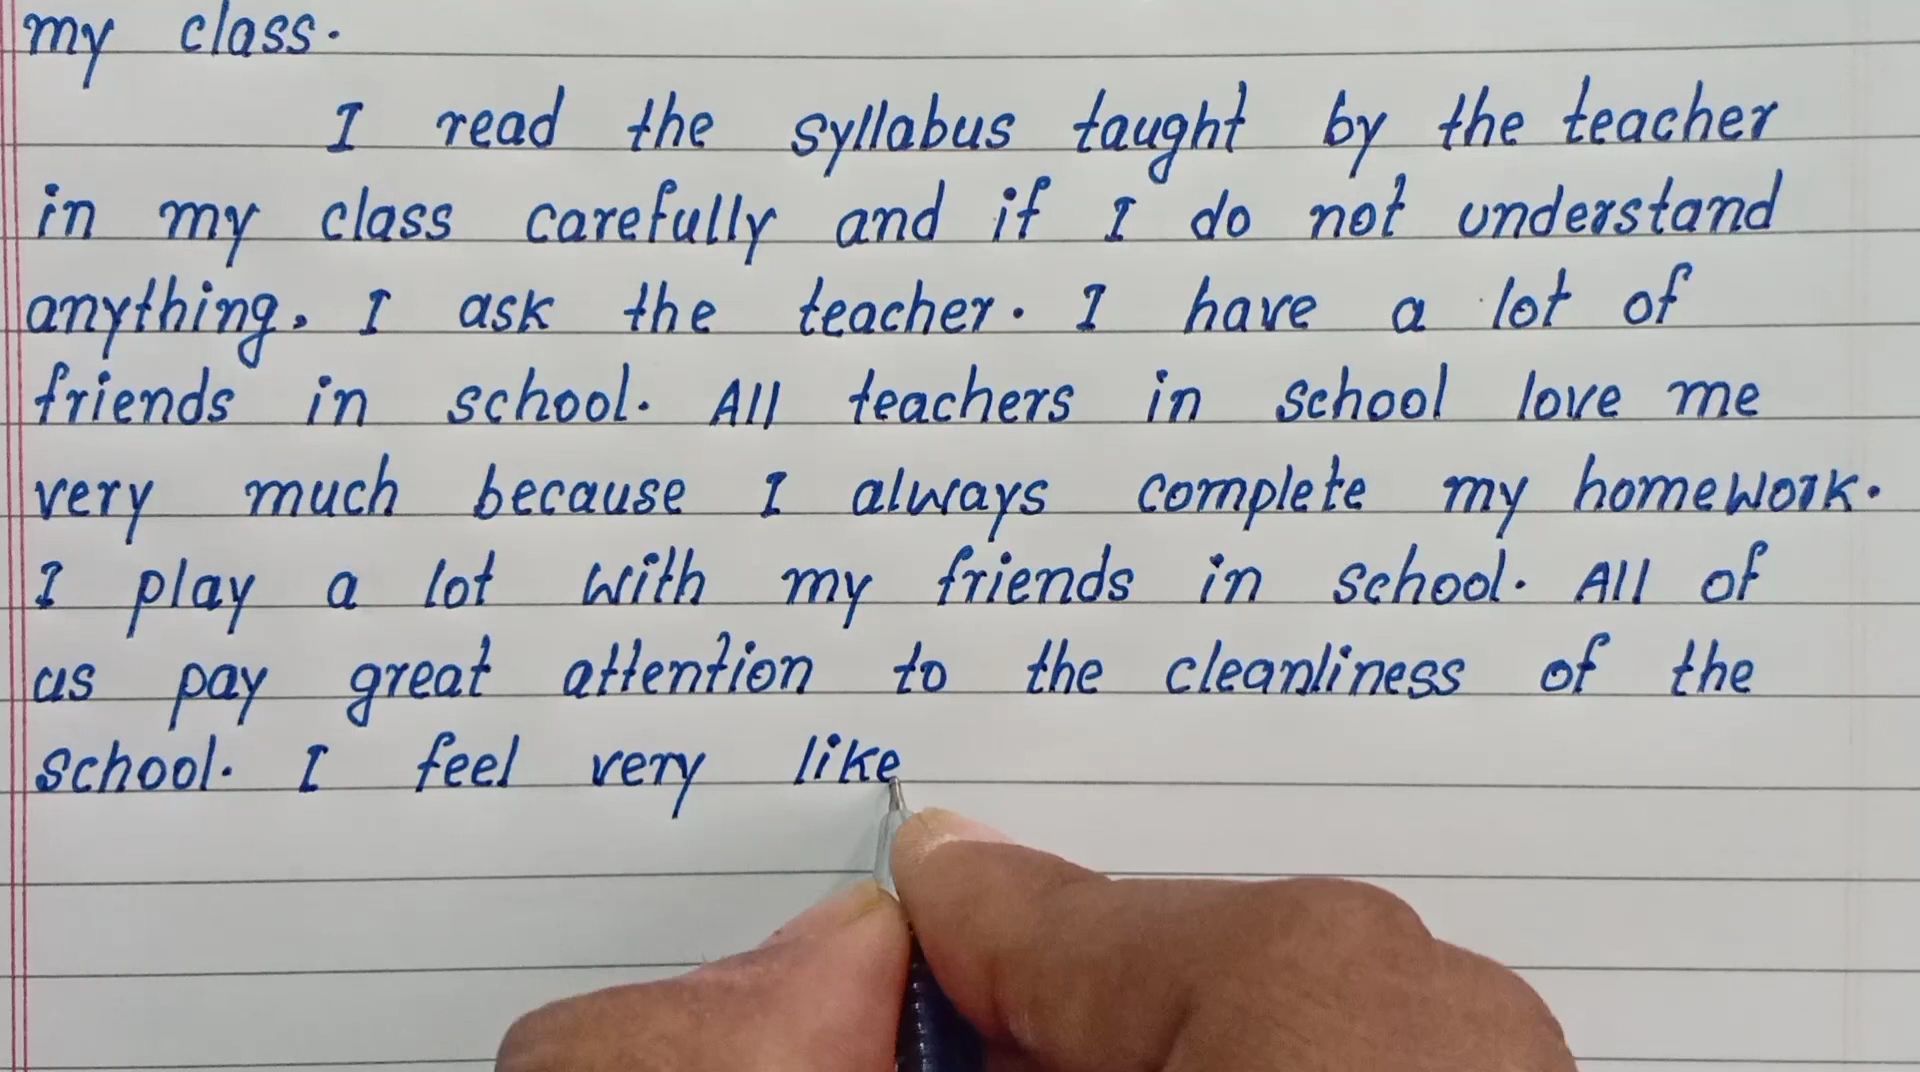 my class.
I read the syllabus taught by the teacher
in my class carefully and if I do not understand
anything. I ask the teacher. I have a lot of
friends in school. All teachers in school love me
very much because I always complete my homework.
I play a lot with my friends in school. All of
us pay great attention to the cleanliness of the
school. I feel very like